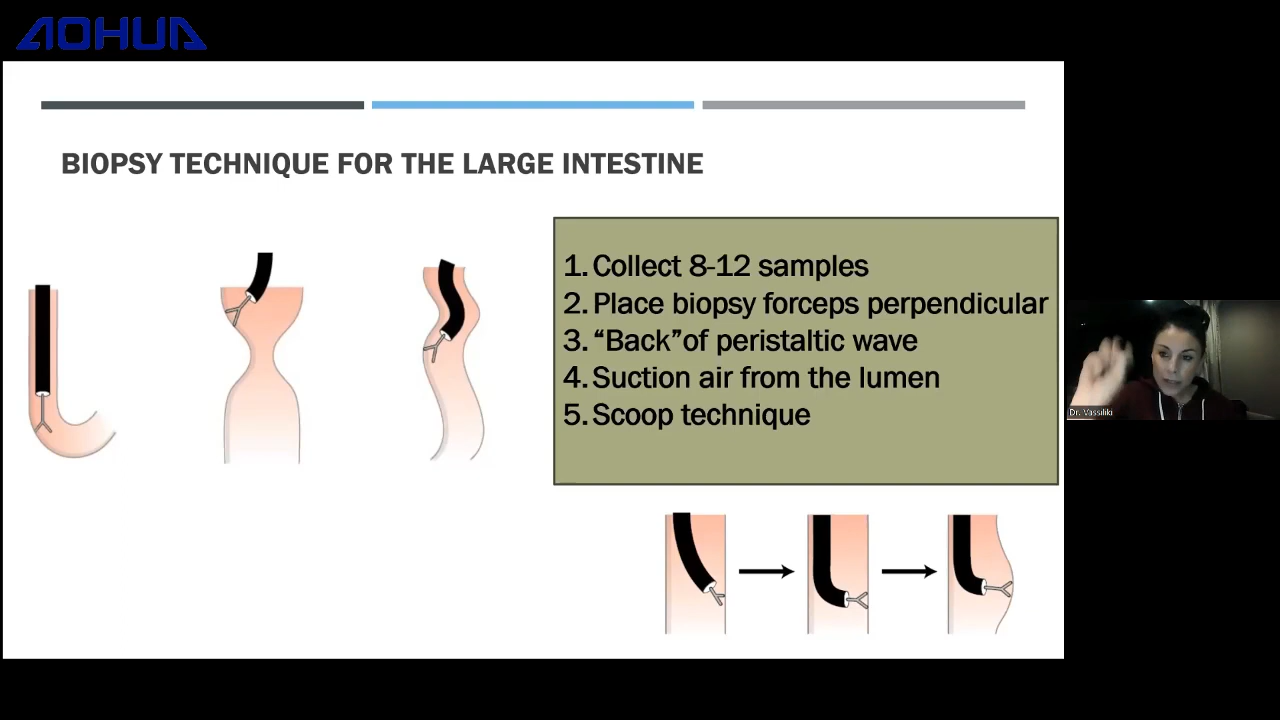 AOHUA
BIOPSY TECHNIQUE FOR THE LARGE INTESTINE
1. Collect 8-12 samples
2. Place biopsy forceps perpendicular
3. “Back”of peristaltic wave
4. Suction air from the lumen
5. Scoop technique
Dr. Vassiliki